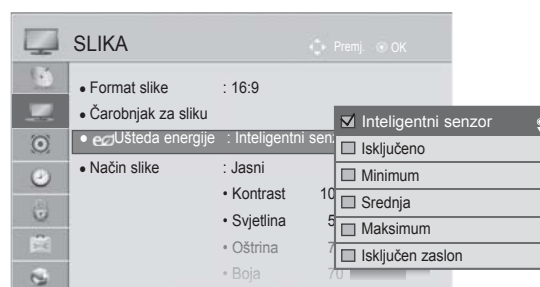 SLIKA
Premj. OK
• Format slike : 16:9
• Čarobnjak za sliku
• Ušteda energije : Inteligentni sen
• Način slike : Jasni
• Kontrast 10
• Svjetlina 5
• Oštrina 7
• Boja 70
Inteligentni senzor
Isključeno
Minimum
Srednja
Maksimum
Isključen zaslon